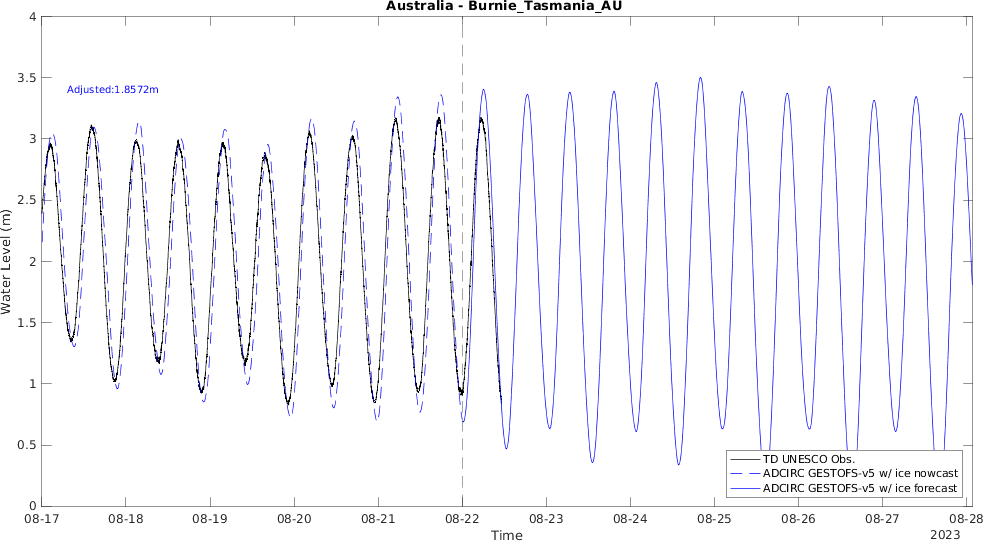 Australia - Burnie_Tasmania_AU
4
3.5
Adjusted:1.8572m
3
2.5
Water Level (m)
2
1.5
1
0.5
0
TD UNESCO Obs.
ADCIRC GESTOFS-v5 w/ ice nowcast
ADCIRC GESTOFS-v5 w/ ice forecast
08-17 08-18 08-19 08-20 08-21 08-22 08-23 08-24 08-25 08-26 08-27 08-28
Time
2023